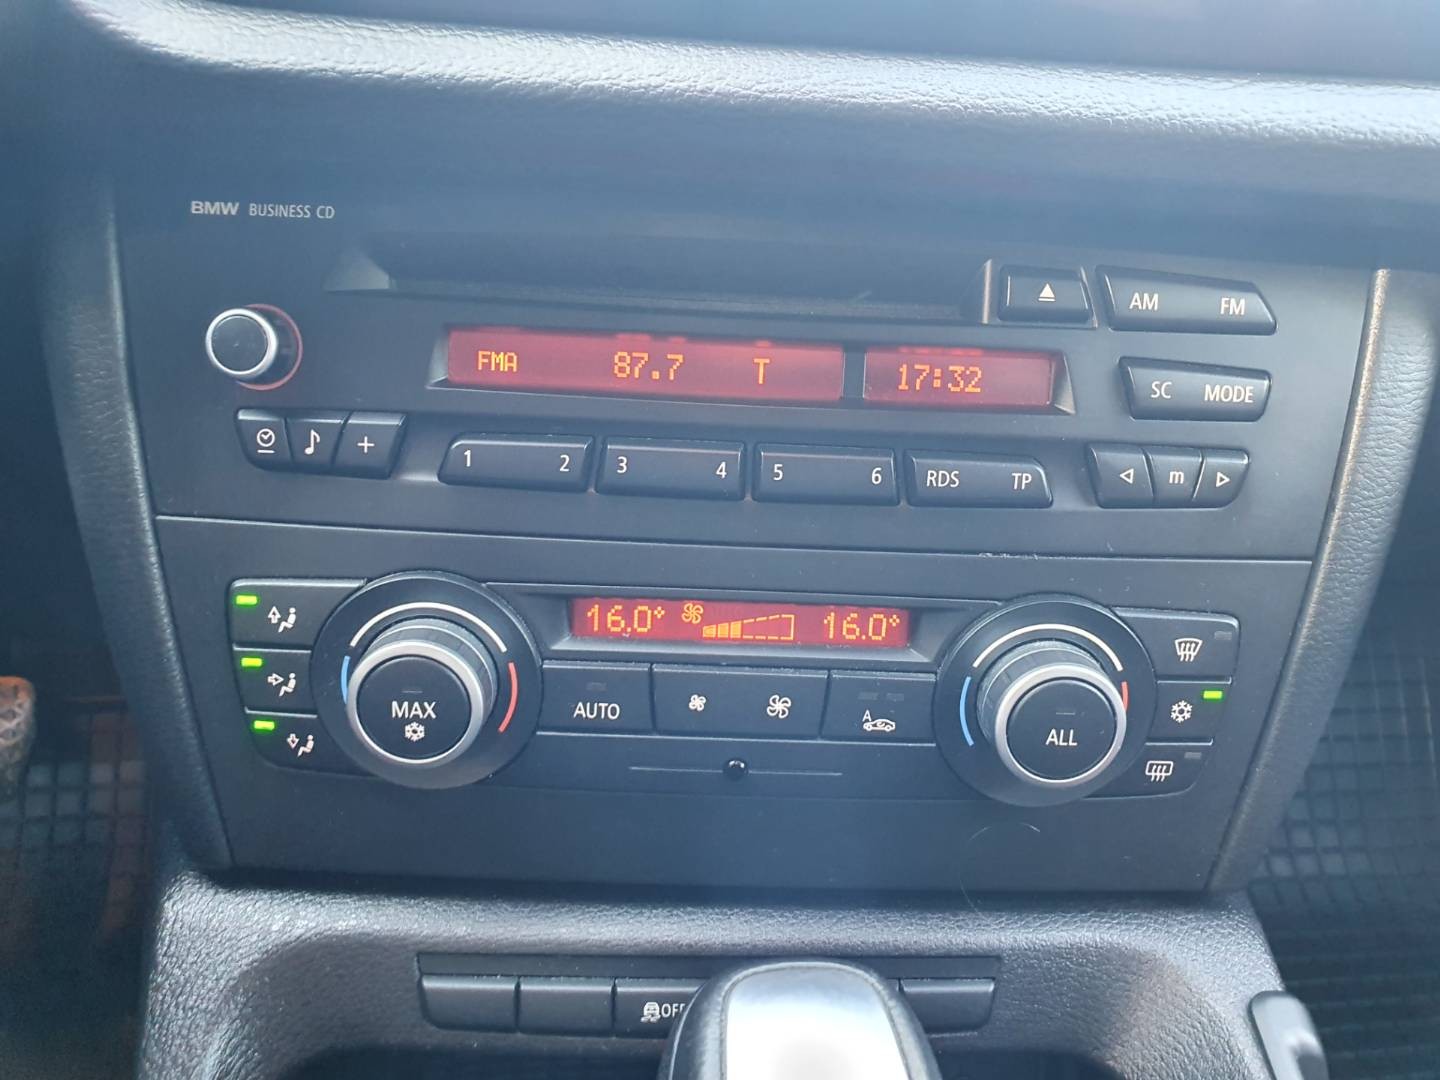 BMW BUSINESS CD
AM FM
FMA 87.7 T 17:32
SC MODE
+ 1 2 3 4 5 6 RDS TP m
16.0° 16.0°
MAX AUTO A ALL
OFF